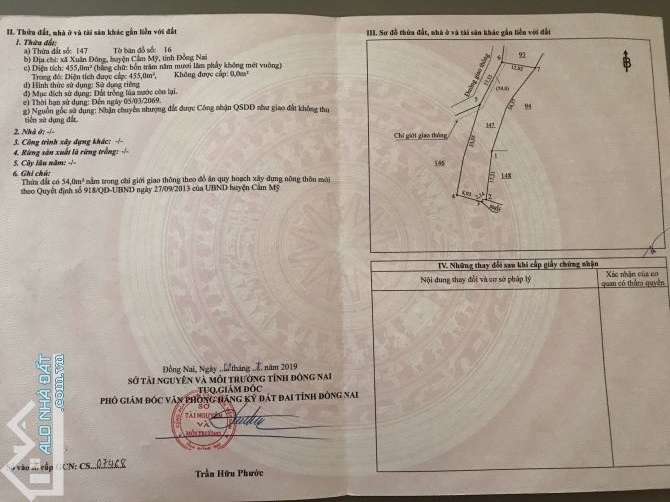 II. Thửa đất, nhà ở và tài sản khác gắn liền với đất
1. Thửa đất:
a) Thửa đất số: 147 Tờ bản đồ số: 16
b) Địa chỉ: xã Xuân Đông, huyện Cẩm Mỹ, tỉnh Đồng Nai
c) Diện tích: 455,0m² (bằng chữ: bốn trăm năm mươi lăm phẩy không mét vuông)
Trong đó: Diện tích được cấp: 455,0m² Không được cấp: 0,0m²
d) Hình thức sử dụng: Sử dụng riêng
đ) Mục đích sử dụng: Đất trồng lúa nước còn lại.
e) Thời hạn sử dụng: Đến ngày 05/03/2069.
g) Nguồn gốc sử dụng: Nhận chuyển nhượng đất được Công nhận QSDĐ như giao đất không thu
tiền sử dụng đất.
2. Nhà ở: -/-
3. Công trình xây dựng khác: -/-
4. Rừng sản xuất là rừng trồng: -/-
5. Cây lâu năm: -/-
6. Ghi chú:
Thửa đất có 54,0m² nằm trong chỉ giới giao thông theo đồ án quy hoạch xây dựng nông thôn mới
theo Quyết định số 918/QĐ-UBND ngày 27/09/2013 của UBND huyện Cẩm Mỹ
Đồng Nai, Ngày tháng năm 2019
SỞ TÀI NGUYÊN VÀ MÔI TRƯỜNG TỈNH ĐỒNG NAI
TUQ.GIÁM ĐỐC
PHÓ GIÁM ĐỐC VĂN PHÒNG ĐĂNG KÝ ĐẤT ĐAI TỈNH ĐỒNG NAI
SỞ
TÀI NGUYÊN
VÀ
MÔI TRƯỜNG
Trần Hữu Phước
Số vào sổ cấp GCN: CS...07468
ALO NHÀ ĐẤT
.com.vn
III. Sơ đồ thửa đất, nhà ở và tài sản khác gắn liền với đất
B
Đường giao thông
93
6
7
94
5
Chỉ giới giao thông
147
146
1
148
4
3
2
Suối
IV. Những thay đổi sau khi cấp giấy chứng nhận
Nội dung thay đổi và cơ sở pháp lý
Xác nhận của cơ
quan có thẩm quyền